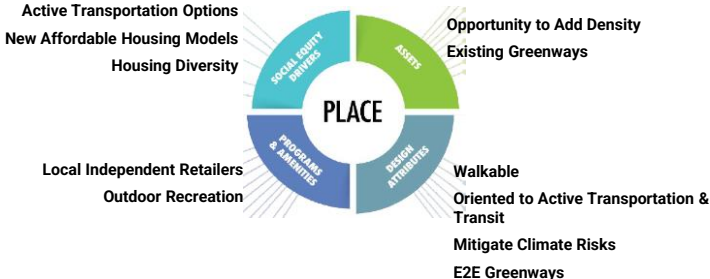 Active Transportation Options
New Affordable Housing Models
Housing Diversity
SOCIAL EQUITY
DRIVERS
ASSETS
Opportunity to Add Density
Existing Greenways
PLACE
PROGRAMS
& AMENITIES
DESIGN
ATTRIBUTES
Local Independent Retailers
Outdoor Recreation
Walkable
Oriented to Active Transportation &
Transit
Mitigate Climate Risks
E2E Greenways